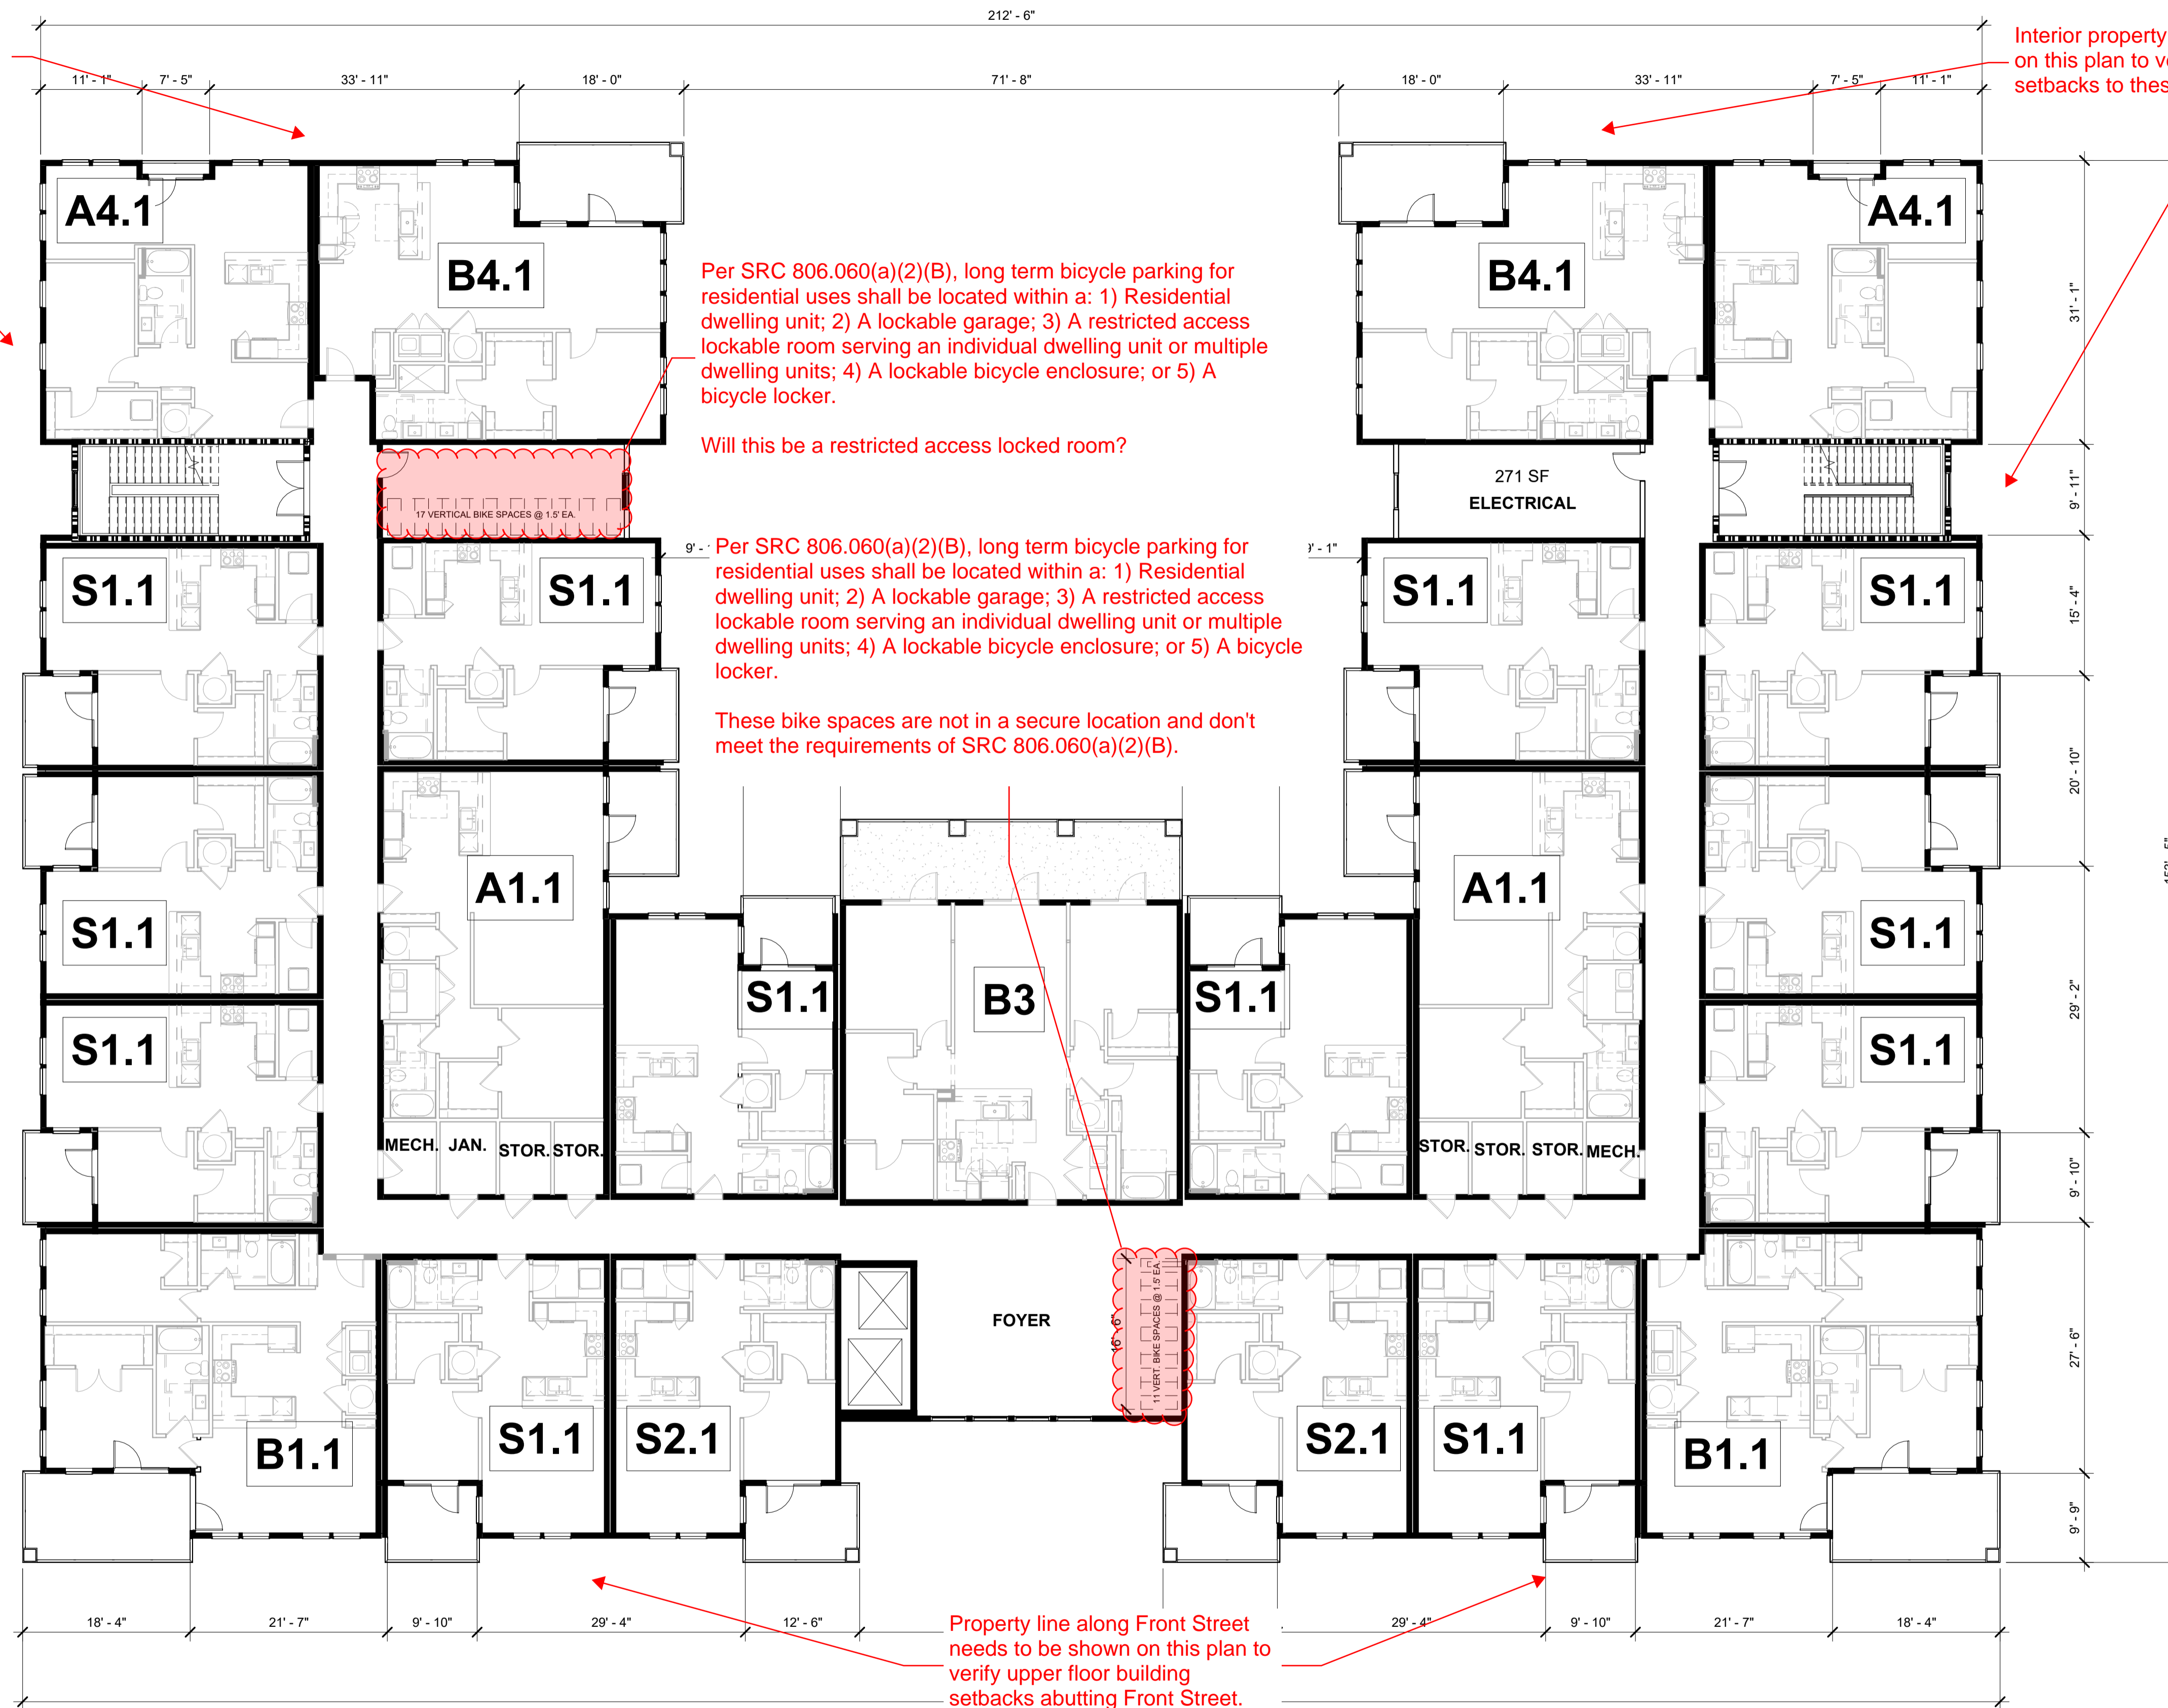 212' - 6"
11' - 1"
7' - 5"
33' - 11"
18' - 0"
71' - 8"
18' - 0"
33' - 11"
7' - 5"
11' - 1"
Interior property
on this plan to
setbacks to
A4.1
B4.1
B4.1
A4.1
31' - 1"
Per SRC 806.060(a)(2)(B), long term bicycle parking for
residential uses shall be located within a: 1) Residential
dwelling unit; 2) A lockable garage; 3) A restricted access
lockable room serving an individual dwelling unit or multiple
dwelling units; 4) A lockable bicycle enclosure; or 5) A
bicycle locker.
Will this be a restricted access locked room?
17 VERTICAL BIKE SPACES @ 1.5' EA.
271 SF
ELECTRICAL
9' - 11"
Per SRC 806.060(a)(2)(B), long term bicycle parking for
residential uses shall be located within a: 1) Residential
dwelling unit; 2) A lockable garage; 3) A restricted access
lockable room serving an individual dwelling unit or multiple
dwelling units; 4) A lockable bicycle enclosure; or 5) A bicycle
locker.
These bike spaces are not in a secure location and don't
meet the requirements of SRC 806.060(a)(2)(B).
S1.1
S1.1
S1.1
S1.1
15' - 4"
20' - 10"
S1.1
A1.1
A1.1
S1.1
S1.1
B3
S1.1
29' - 2"
S1.1
S1.1
MECH.
JAN.
STOR.
STOR.
STOR.
STOR.
STOR.
MECH.
9' - 10"
FOYER
16' - 6"
11 VERT. BIKE SPACES @ 1.5' EA.
27' - 6"
B1.1
S1.1
S2.1
S2.1
S1.1
B1.1
9' - 9"
18' - 4"
21' - 7"
9' - 10"
29' - 4"
12' - 6"
29' - 4"
9' - 10"
21' - 7"
18' - 4"
Property line along Front Street
needs to be shown on this plan to
verify upper floor building
setbacks abutting Front Street.